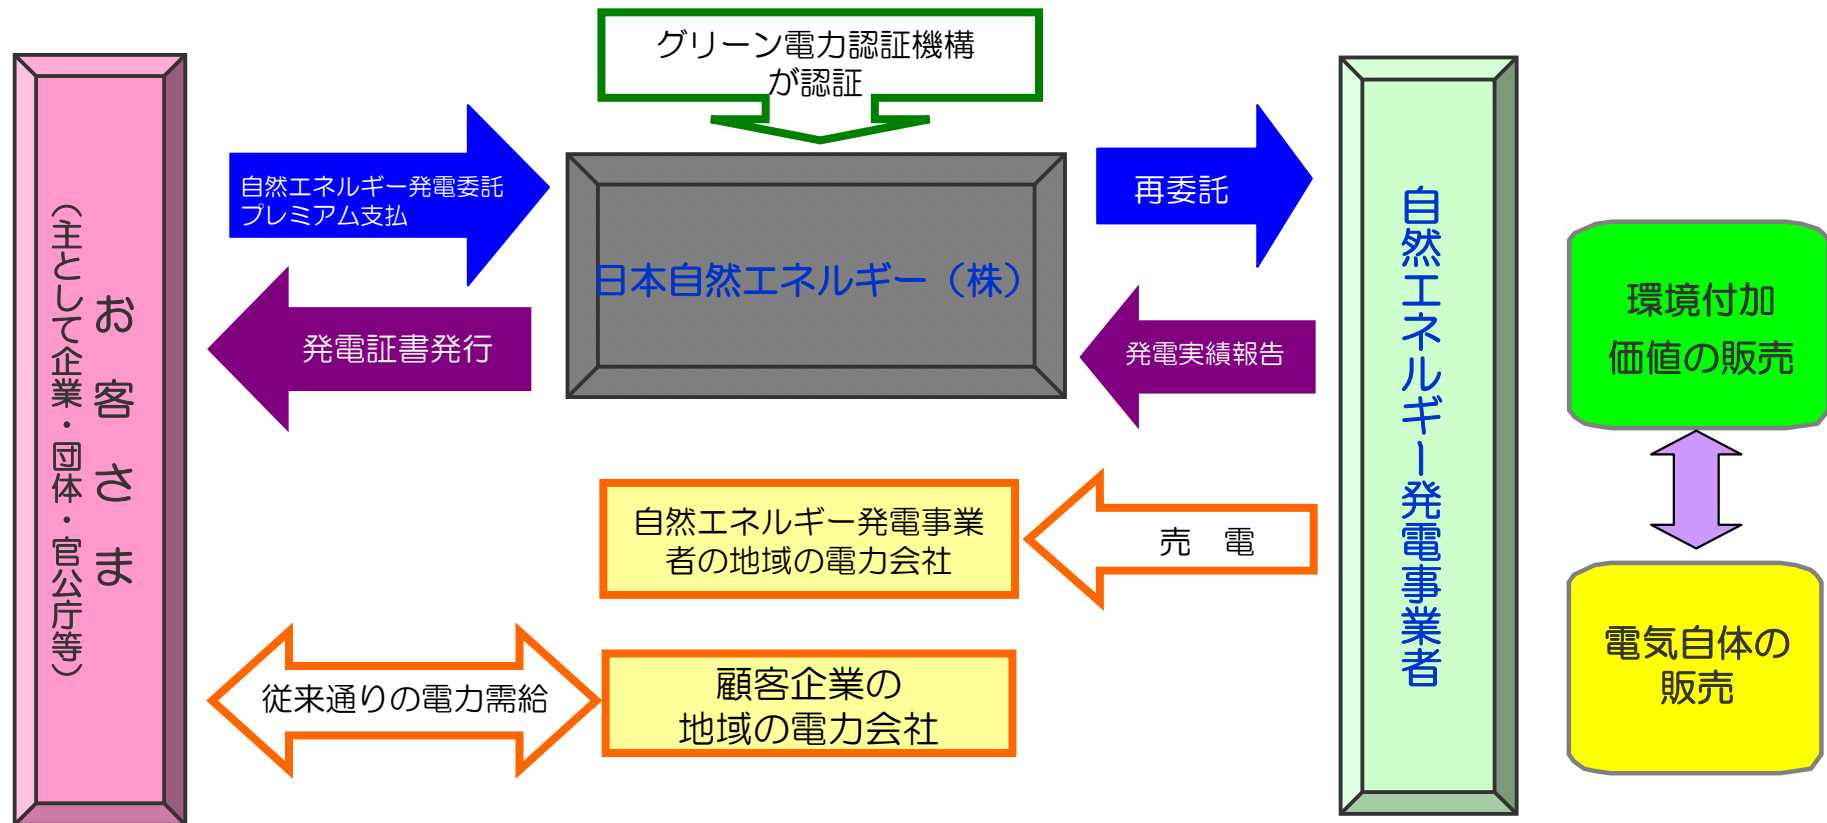 グリーン電力認証機構
が認証
お客さま
（主として企業・団体・官公庁等）
自然エネルギー発電委託
プレミアム支払
日本自然エネルギー（株）
再委託
自然エネルギー発電事業者
環境付加
価値の販売
発電証書発行
発電実績報告
自然エネルギー発電事業
者の地域の電力会社
売　電
電気自体の
販売
従来通りの電力需給
顧客企業の
地域の電力会社